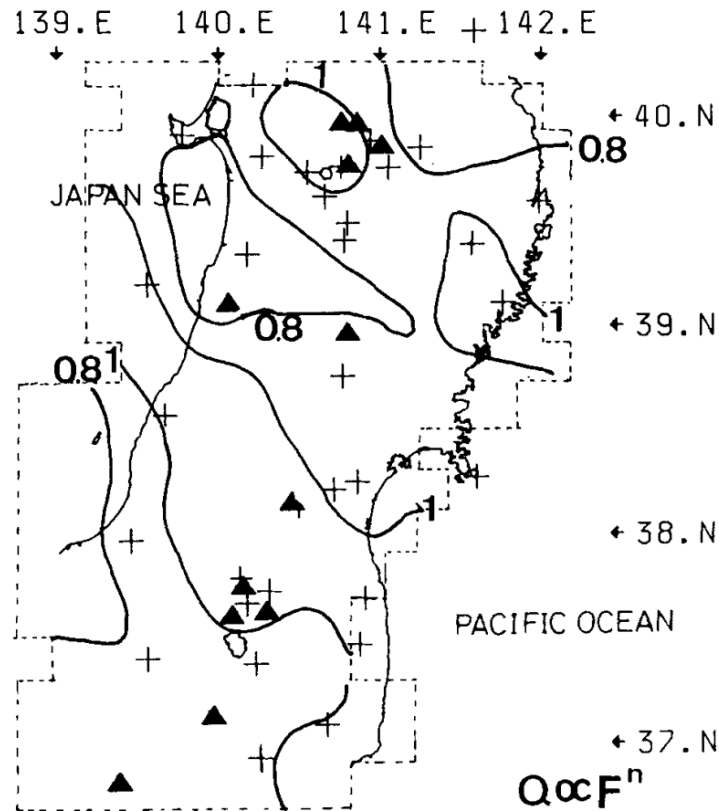 139.E 140.E 141.E 142.E
1
40.N
0.8
JAPAN SEA
0.8
39.N
1
0.8 1
1
38.N
PACIFIC OCEAN
37.N
Q∝Fⁿ